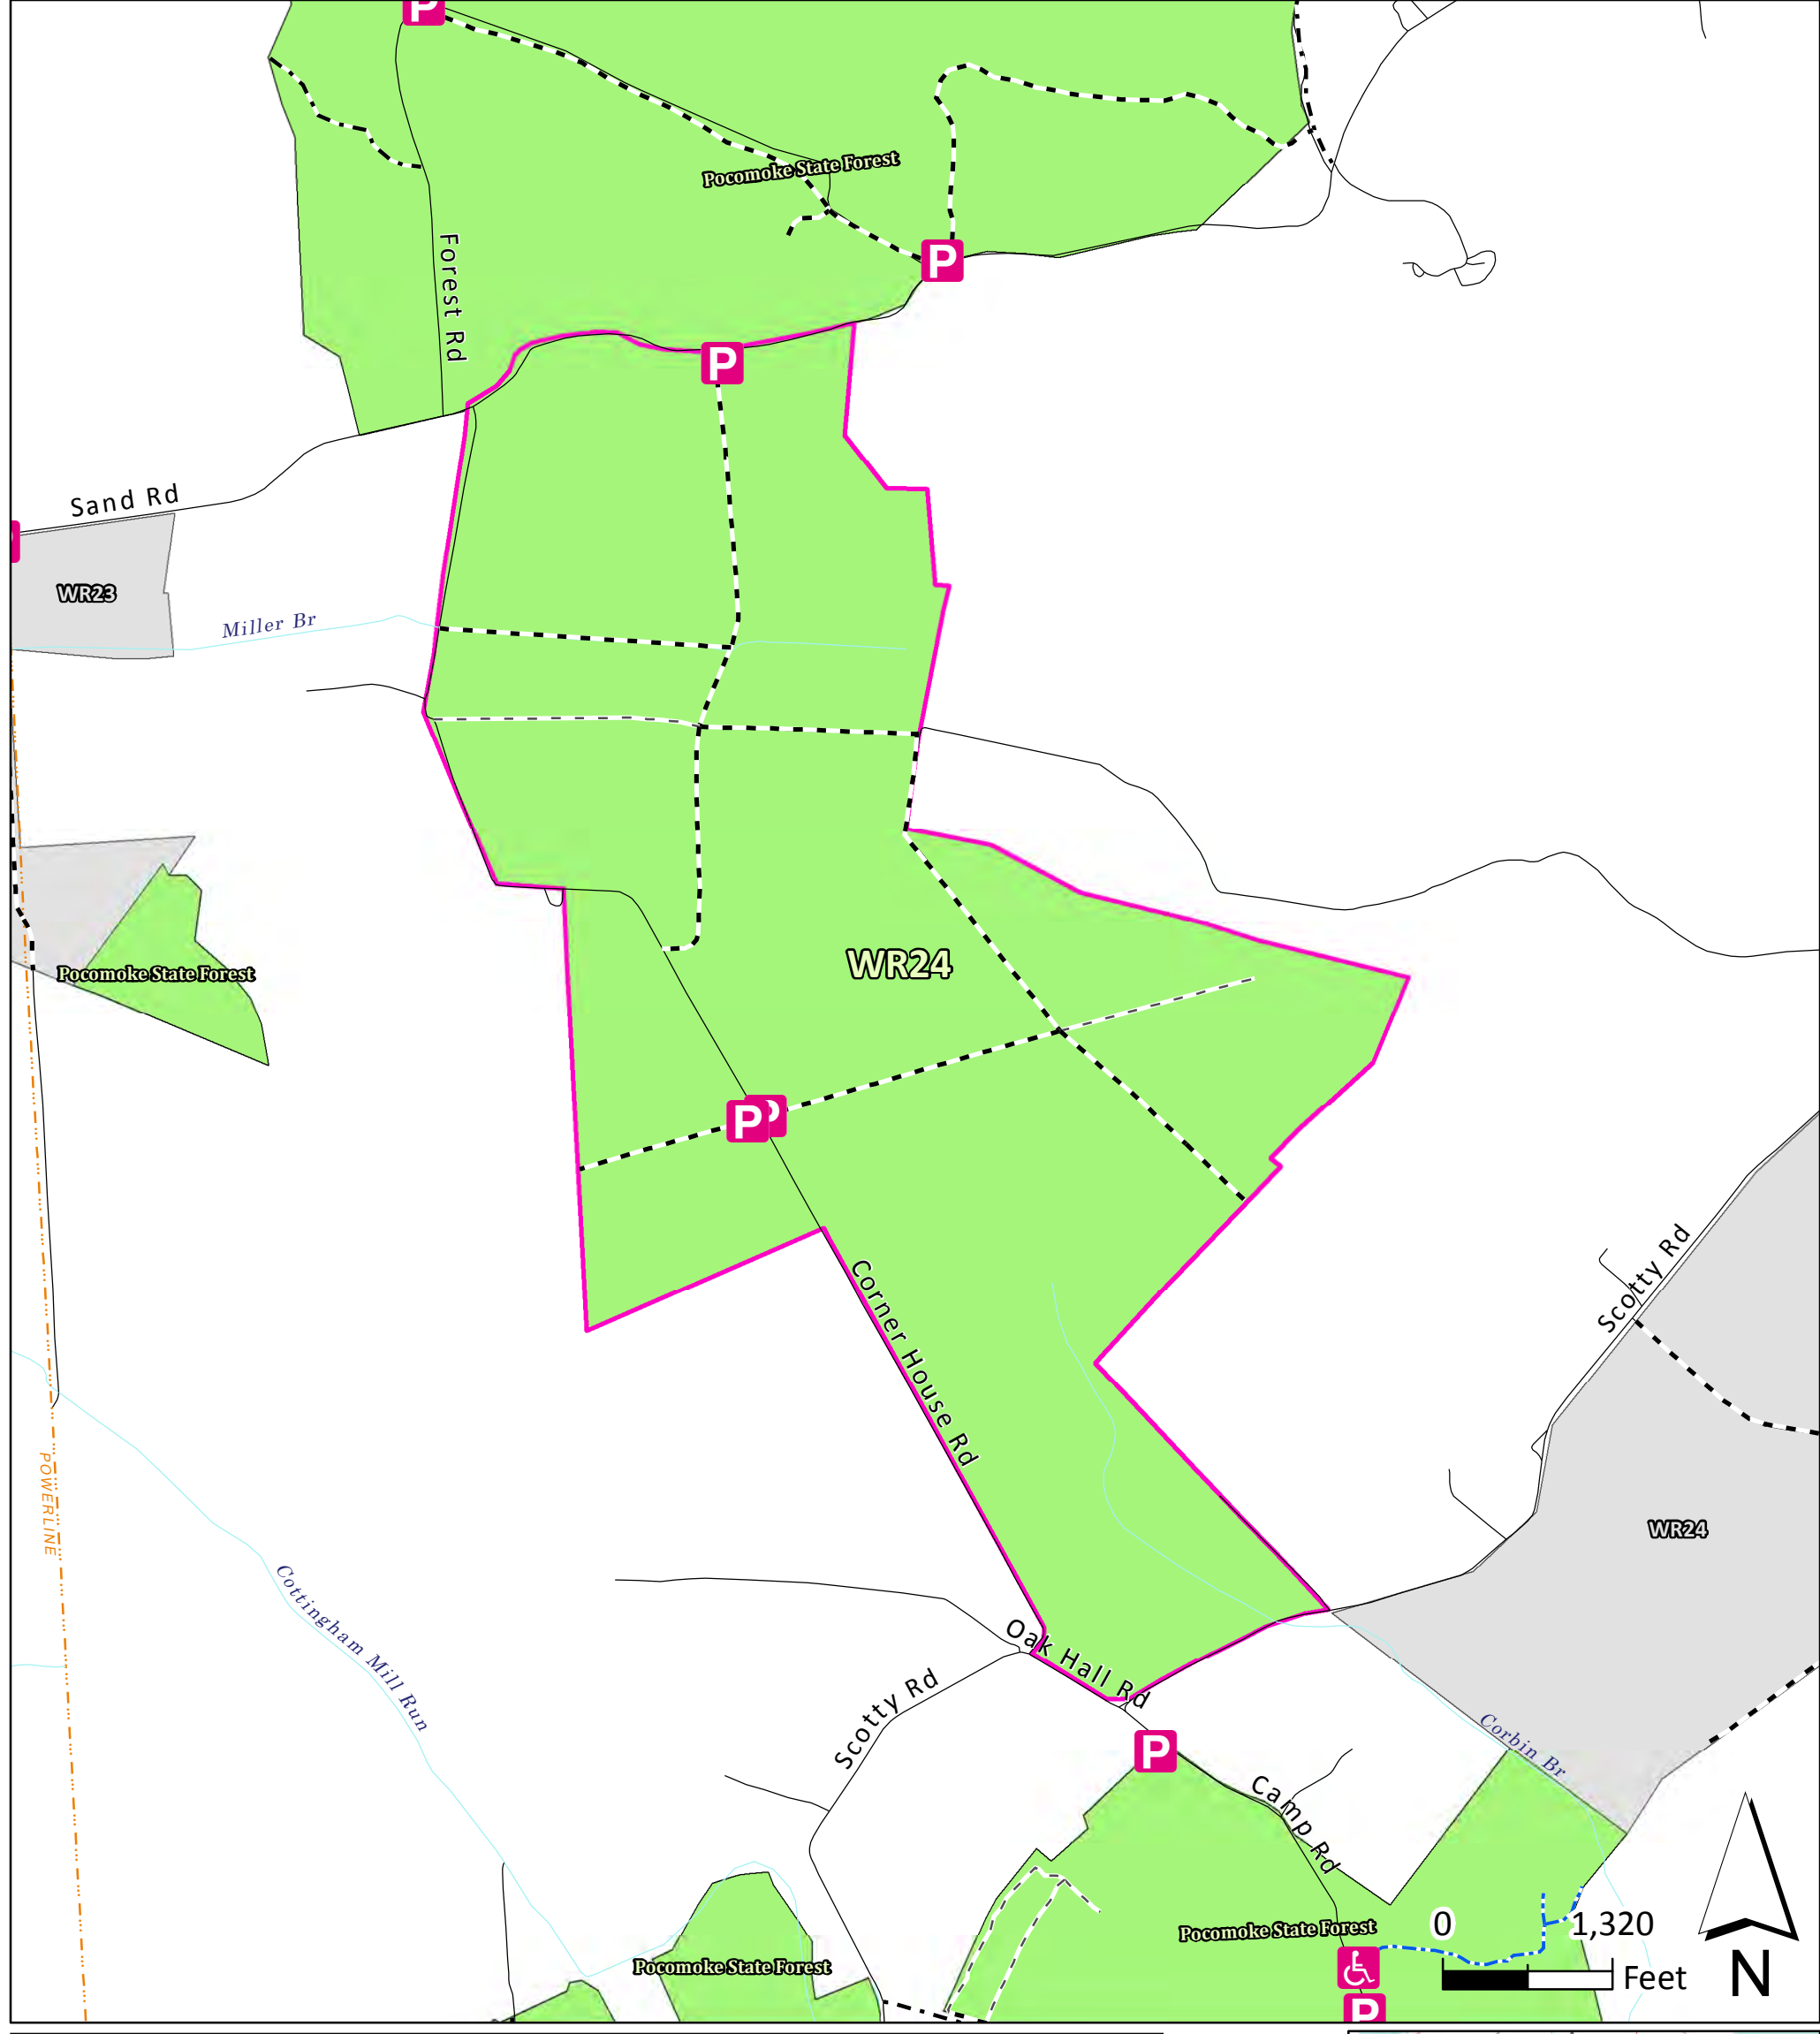 P
Pocomoke State Forest
Forest Rd
P
P
Sand Rd
WR23
Miller Br
WR24
Pocomoke State Forest
P
P
Scotty Rd
Corner House Rd
POWERLINE
WR24
Cottingham Mill Run
Oak Hall Rd
Scotty Rd
Corbin Br
P
Camp Rd
Pocomoke State Forest
0 1,320
Pocomoke State Forest
Feet
N
P